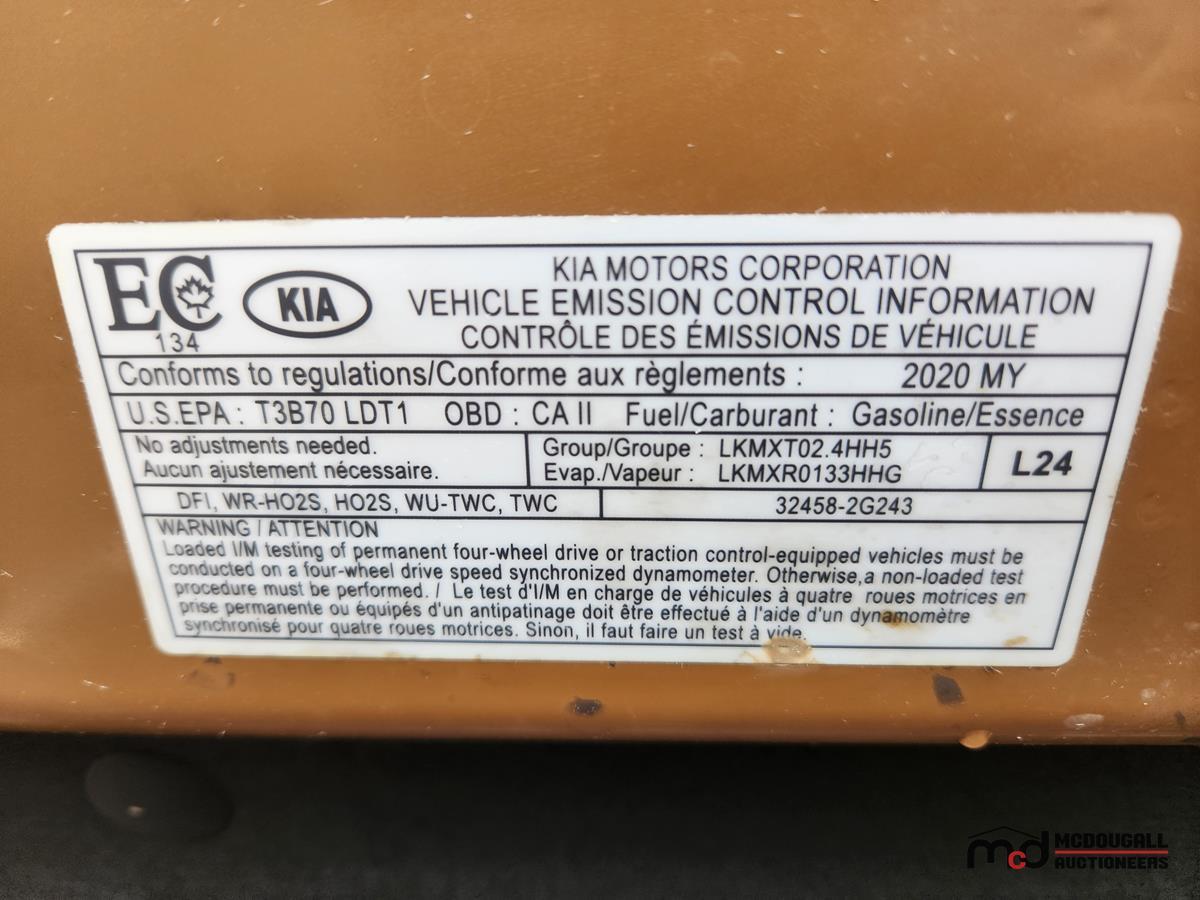 EC
134
KIA
KIA MOTORS CORPORATION
VEHICLE EMISSION CONTROL INFORMATION
CONTRÔLE DES ÉMISSIONS DE VÉHICULE
Conforms to regulations/Conforme aux règlements : 2020 MY
U.S.EPA : T3B70 LDT1 OBD : CA II Fuel/Carburant : Gasoline/Essence
No adjustments needed.
Aucun ajustement nécessaire.
Group/Groupe : LKMXT02.4HH5
Evap./Vapeur : LKMXR0133HHG
L24
DFI, WR-HO2S, HO2S, WU-TWC, TWC
32458-2G243
WARNING / ATTENTION
Loaded I/M testing of permanent four-wheel drive or traction control-equipped vehicles must be
conducted on a four-wheel drive speed synchronized dynamometer. Otherwise,a non-loaded test
procedure must be performed. / Le test d'I/M en charge de véhicules à quatre roues motrices en
prise permanente ou équipés d'un antipatinage doit être effectué à l'aide d'un dynamomètre
synchronisé pour quatre roues motrices. Sinon, il faut faire un test à vide.
mcd MCDOUGALL
AUCTIONEERS